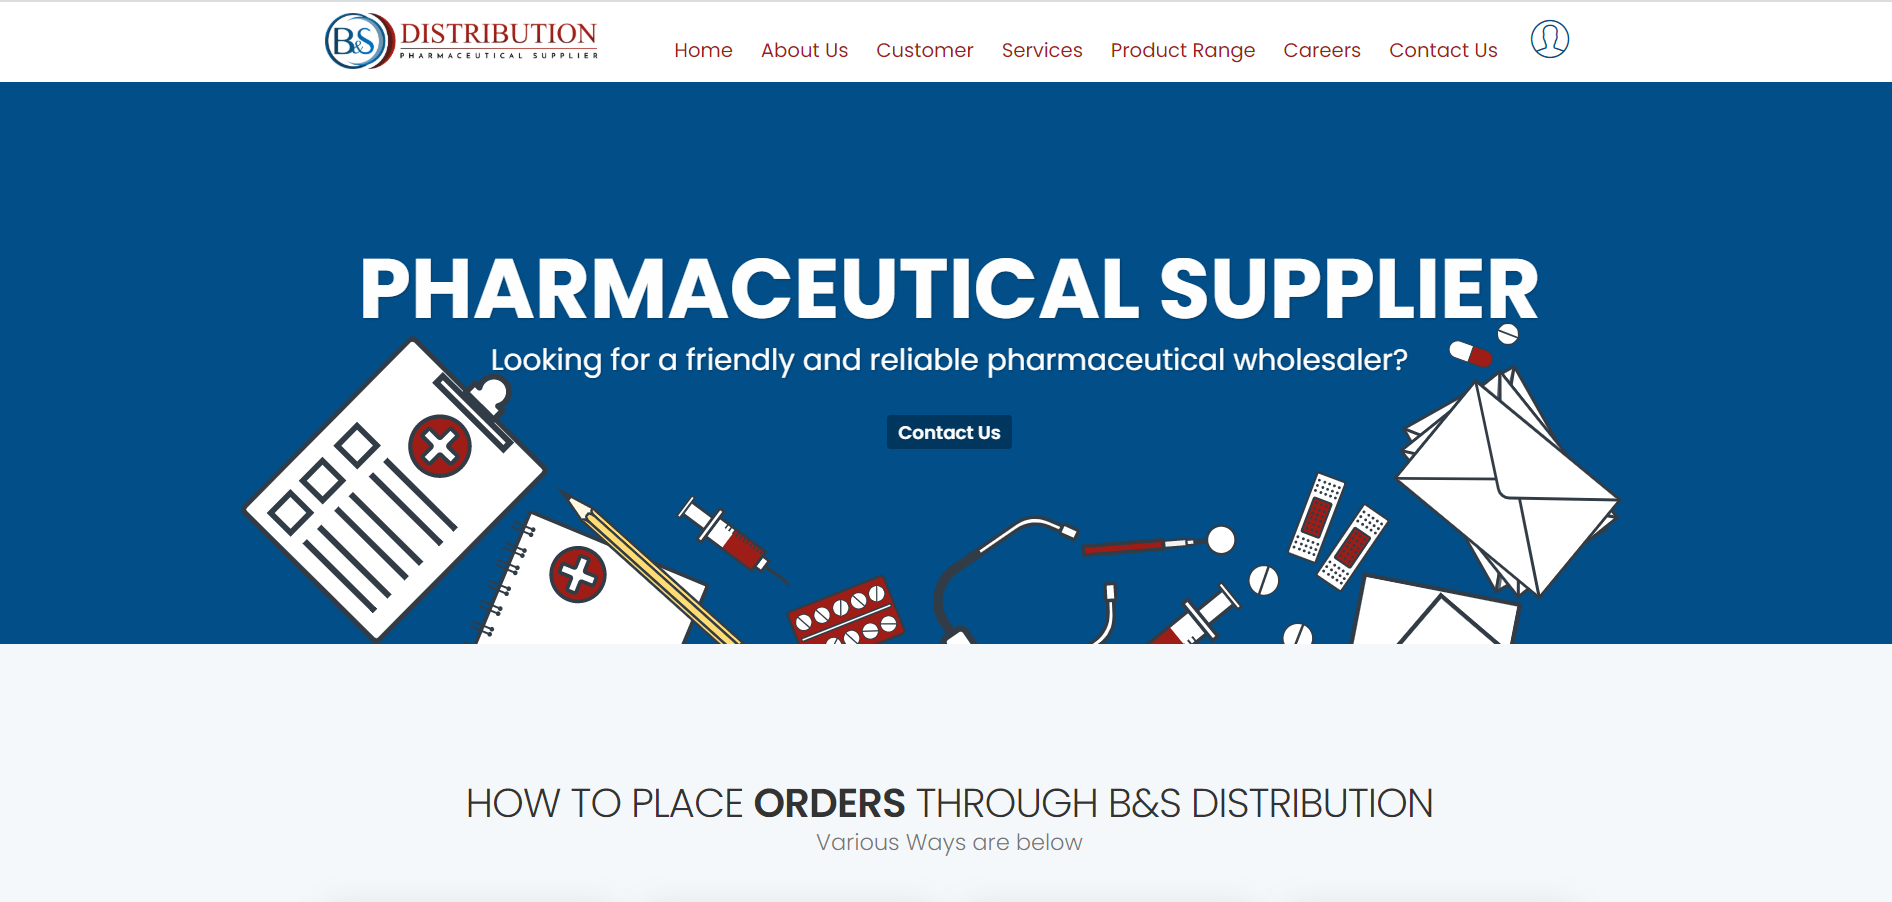 B&S DISTRIBUTION
PHARMACEUTICAL SUPPLIER
Home About Us Customer Services Product Range Careers Contact Us
PHARMACEUTICAL SUPPLIER
Looking for a friendly and reliable pharmaceutical wholesaler?
Contact Us
HOW TO PLACE ORDERS THROUGH B&S DISTRIBUTION
Various Ways are below